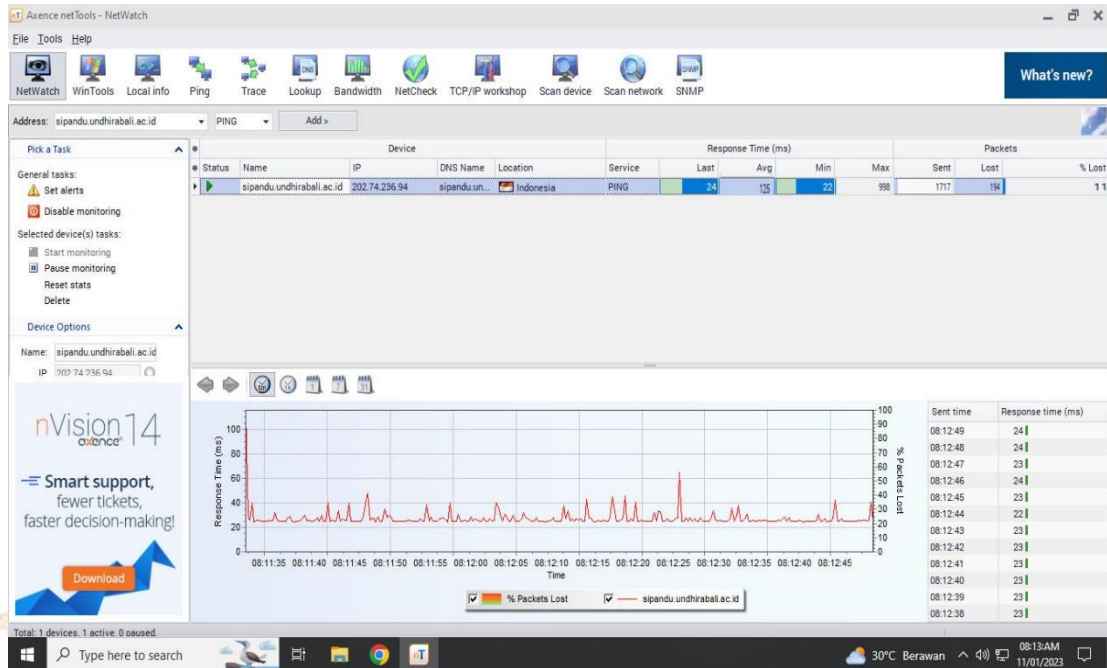 nT Axence netTools - NetWatch
File Tools Help
NetWatch WinTools Local info Ping Trace Lookup Bandwidth NetCheck TCP/IP workshop Scan device Scan network SNMP
What's new?
Address: sipandu.undhirabali.ac.id PING Add >
Pick a Task
General tasks:
Set alerts
Disable monitoring
Selected device(s) tasks:
Start monitoring
Pause monitoring
Reset stats
Delete
Device Options
Name: sipandu.undhirabali.ac.id
IP 202.74.236.94
Device Response Time (ms) Packets
Status Name IP DNS Name Location Service Last Avg Min Max Sent Lost % Lost
sipandu.undhirabali.ac.id 202.74.236.94 sipandu.un... Indonesia PING 24 125 22 998 1717 194 11
nVision 14
axence
Smart support,
fewer tickets,
faster decision-making!
Download
1m 1h 1 7 31
Response Time (ms)
100
80
60
40
20
0
100
90
80
70
60
50
40
30
20
10
0
% Packets Lost
08:11:35 08:11:40 08:11:45 08:11:50 08:11:55 08:12:00 08:12:05 08:12:10 08:12:15 08:12:20 08:12:25 08:12:30 08:12:35 08:12:40 08:12:45
Time
% Packets Lost sipandu.undhirabali.ac.id
Sent time Response time (ms)
08:12:49 24
08:12:48 24
08:12:47 23
08:12:46 24
08:12:45 23
08:12:44 22
08:12:43 23
08:12:42 23
08:12:41 23
08:12:40 23
08:12:39 23
08:12:38 23
Total: 1 devices. 1 active. 0 paused.
Type here to search
nT
30°C Berawan
08:13AM
11/01/2023